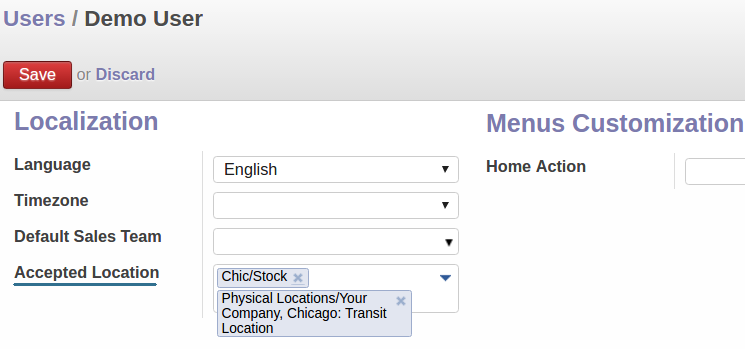 Users / Demo User
Save or Discard
Localization
Menus Customization
Language
English
Home Action
Timezone
Default Sales Team
Accepted Location
Chic/Stock
Physical Locations/Your
Company, Chicago: Transit
Location